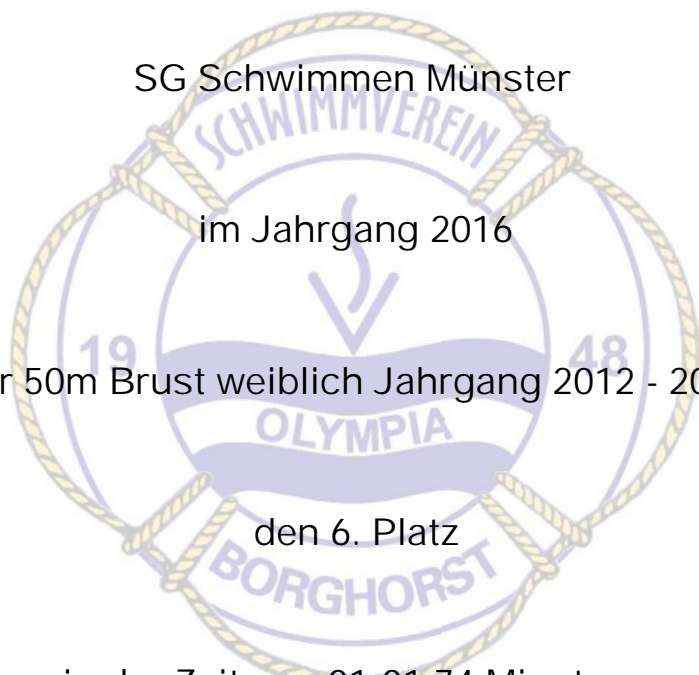 SG Schwimmen Münster
SCHWIMMVEREIN
im Jahrgang 2016
19 48
50m Brust weiblich Jahrgang 2012 -
OLYMPIA
den 6. Platz
BORGHORST